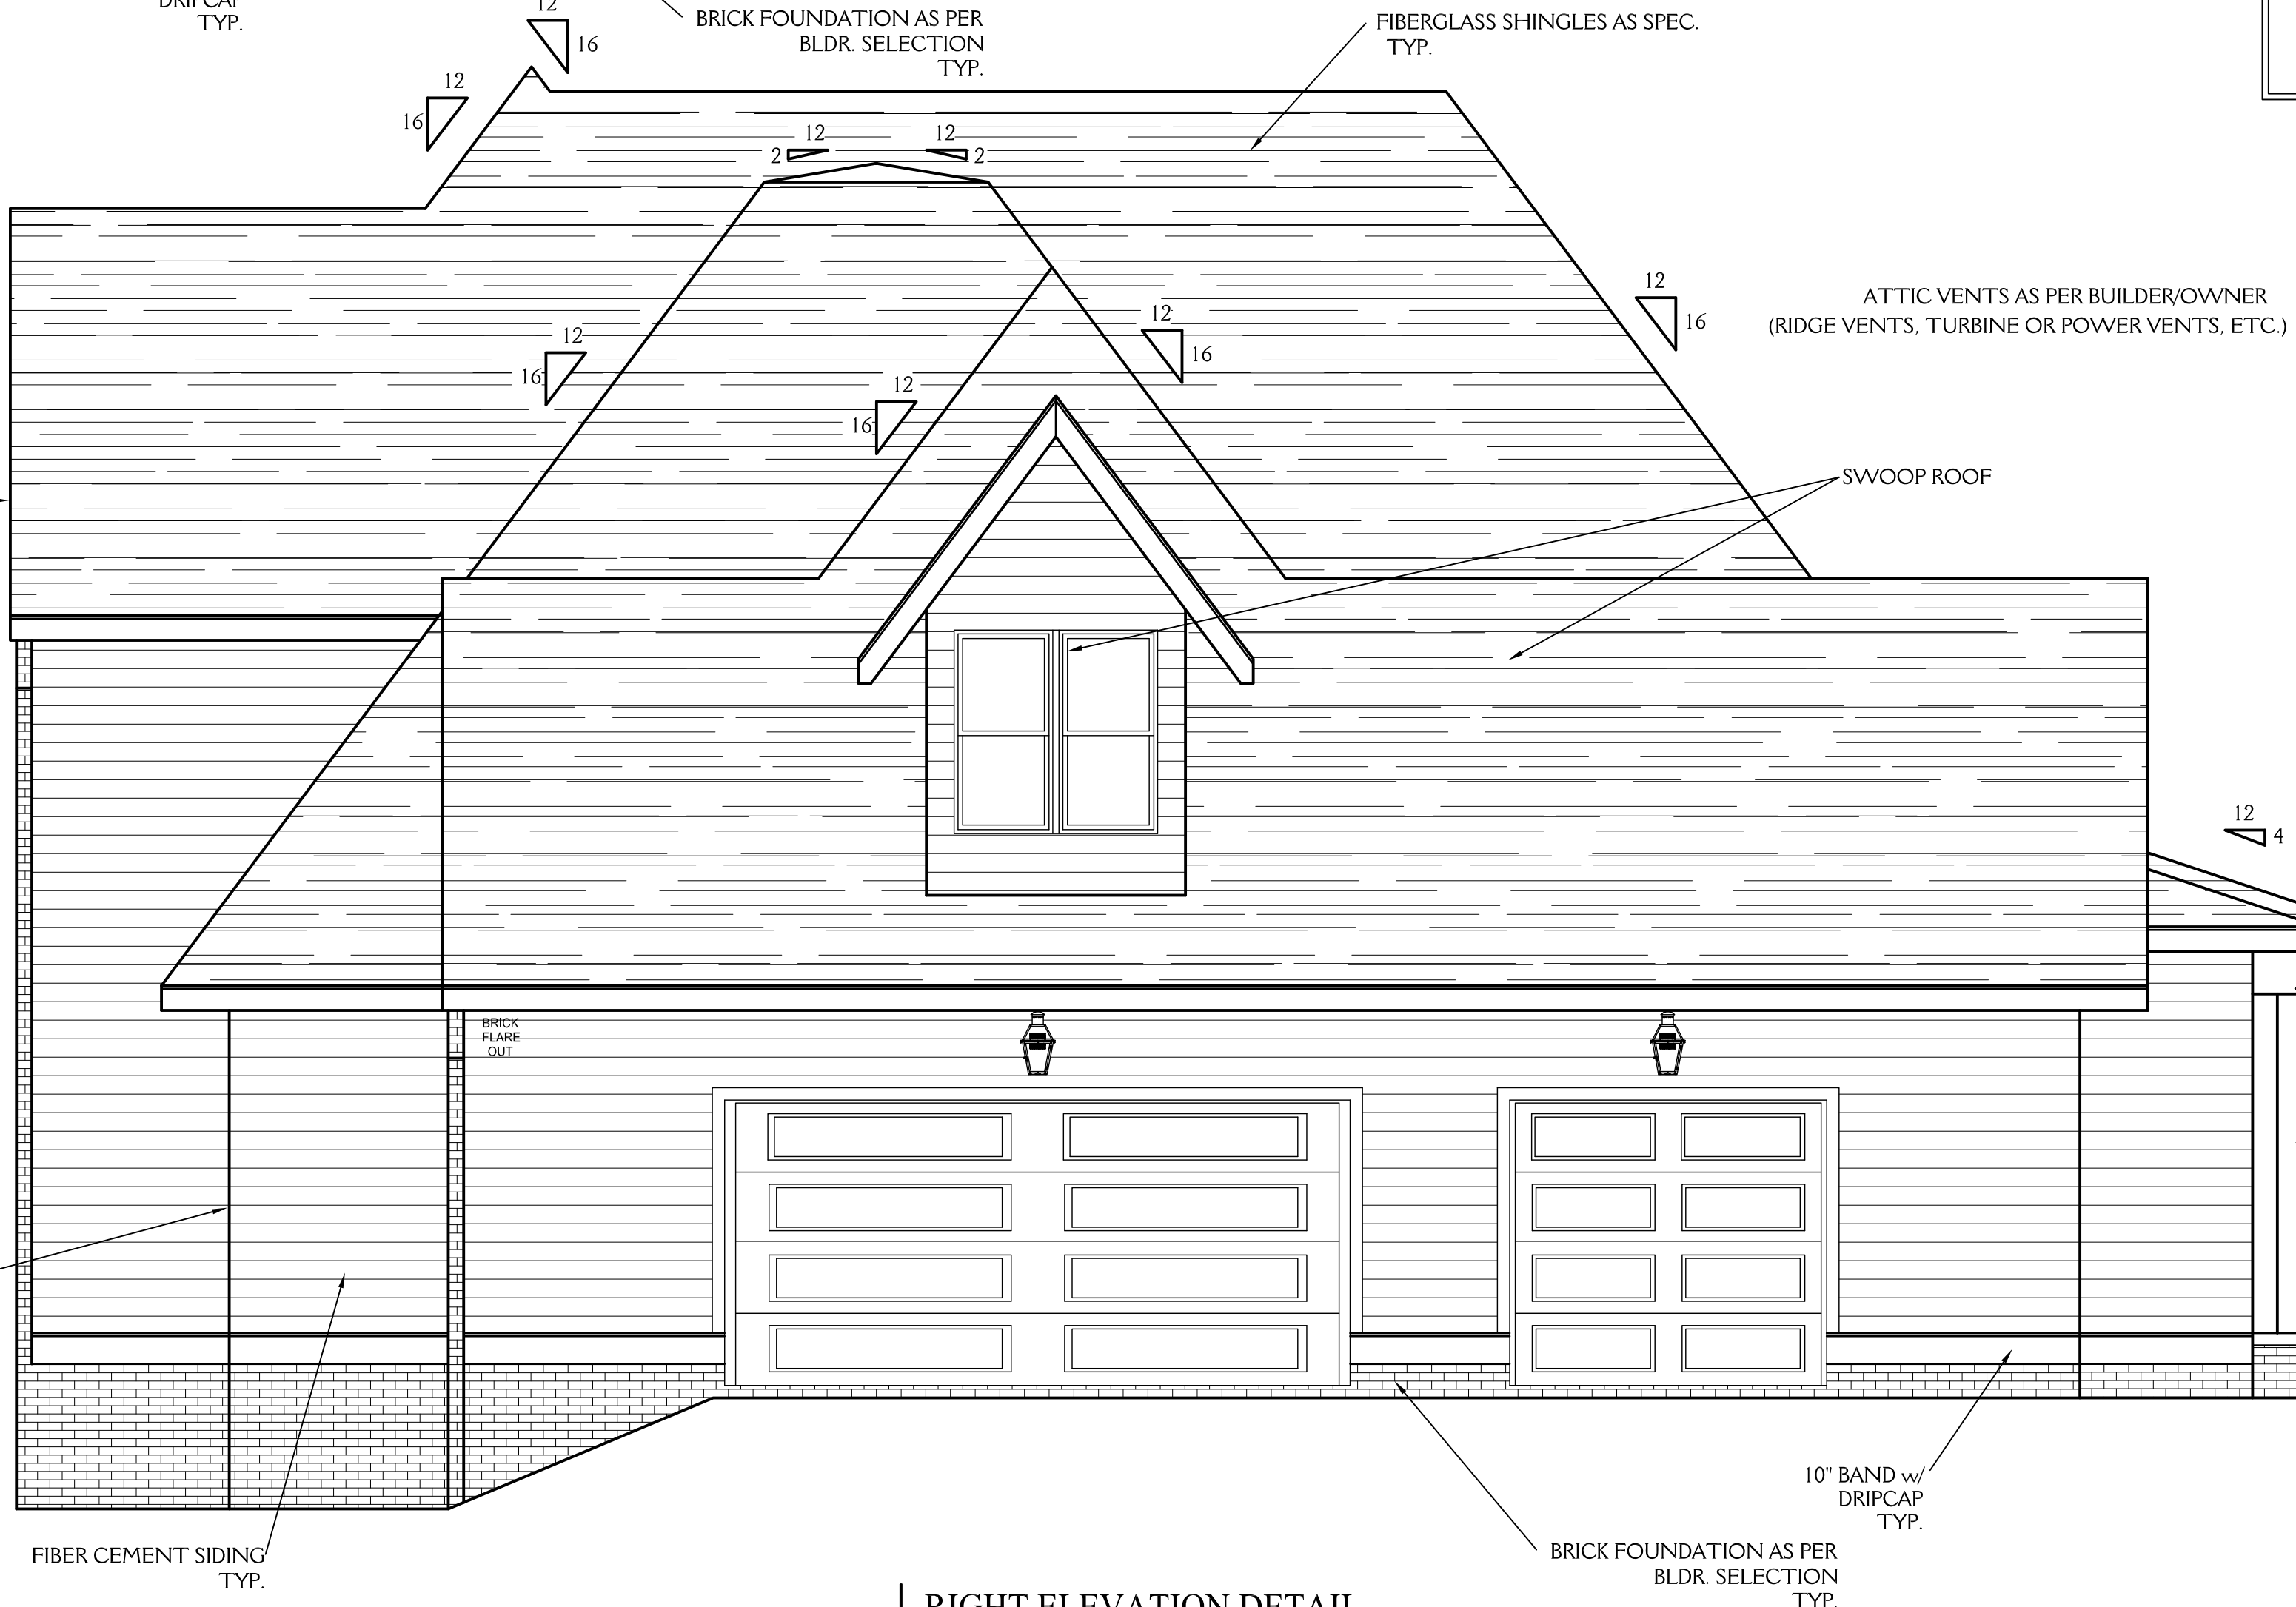 DRIPCAP
TYP.
12
16
BRICK FOUNDATION AS PER
BLDR. SELECTION
TYP.
FIBERGLASS SHINGLES AS SPEC.
TYP.
12
16
12
2
12
2
12
16
ATTIC VENTS AS PER BUILDER/OWNER
(RIDGE VENTS, TURBINE OR POWER VENTS, ETC.)
12
16
12
16
12
16
SWOOP ROOF
12
4
BRICK
FLARE
OUT
10" BAND w/
DRIPCAP
TYP.
FIBER CEMENT SIDING
TYP.
BRICK FOUNDATION AS PER
BLDR. SELECTION
TYP.
RIGHT ELEVATION DETAIL